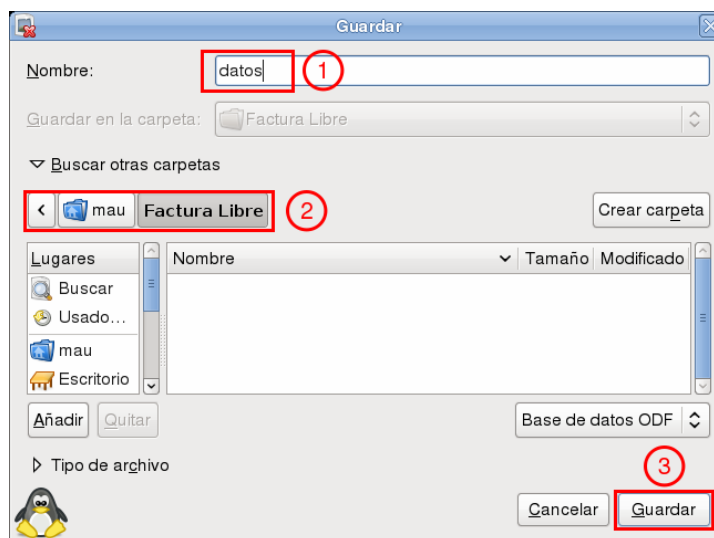 Guardar
Nombre: datos 1
Guardar en la carpeta: Factura Libre
Buscar otras carpetas
mau Factura Libre 2 Crear carpeta
Lugares Nombre Tamaño Modificado
Buscar
Usado...
mau
Escritorio
Añadir Quitar Base de datos ODF
Tipo de archivo
3
Cancelar Guardar